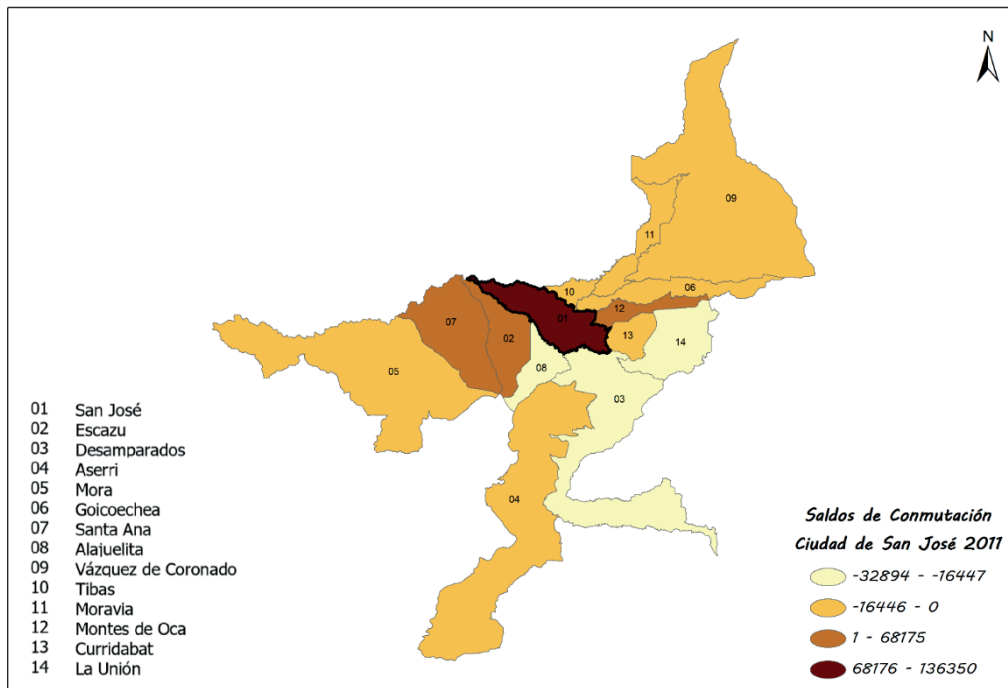 N
09
11
10
06
12
01
13
07
02
14
08
05
03
04
01 San José
02 Escazu
03 Desamparados
04 Aserri
05 Mora
06 Goicoechea
07 Santa Ana
08 Alajuelita
09 Vázquez de Coronado
10 Tibas
11 Moravia
12 Montes de Oca
13 Curridabat
14 La Unión
Saldos de Conmutación
Ciudad de San José 2011
-32894 - -16447
-16446 - 0
1 - 68175
68176 - 136350